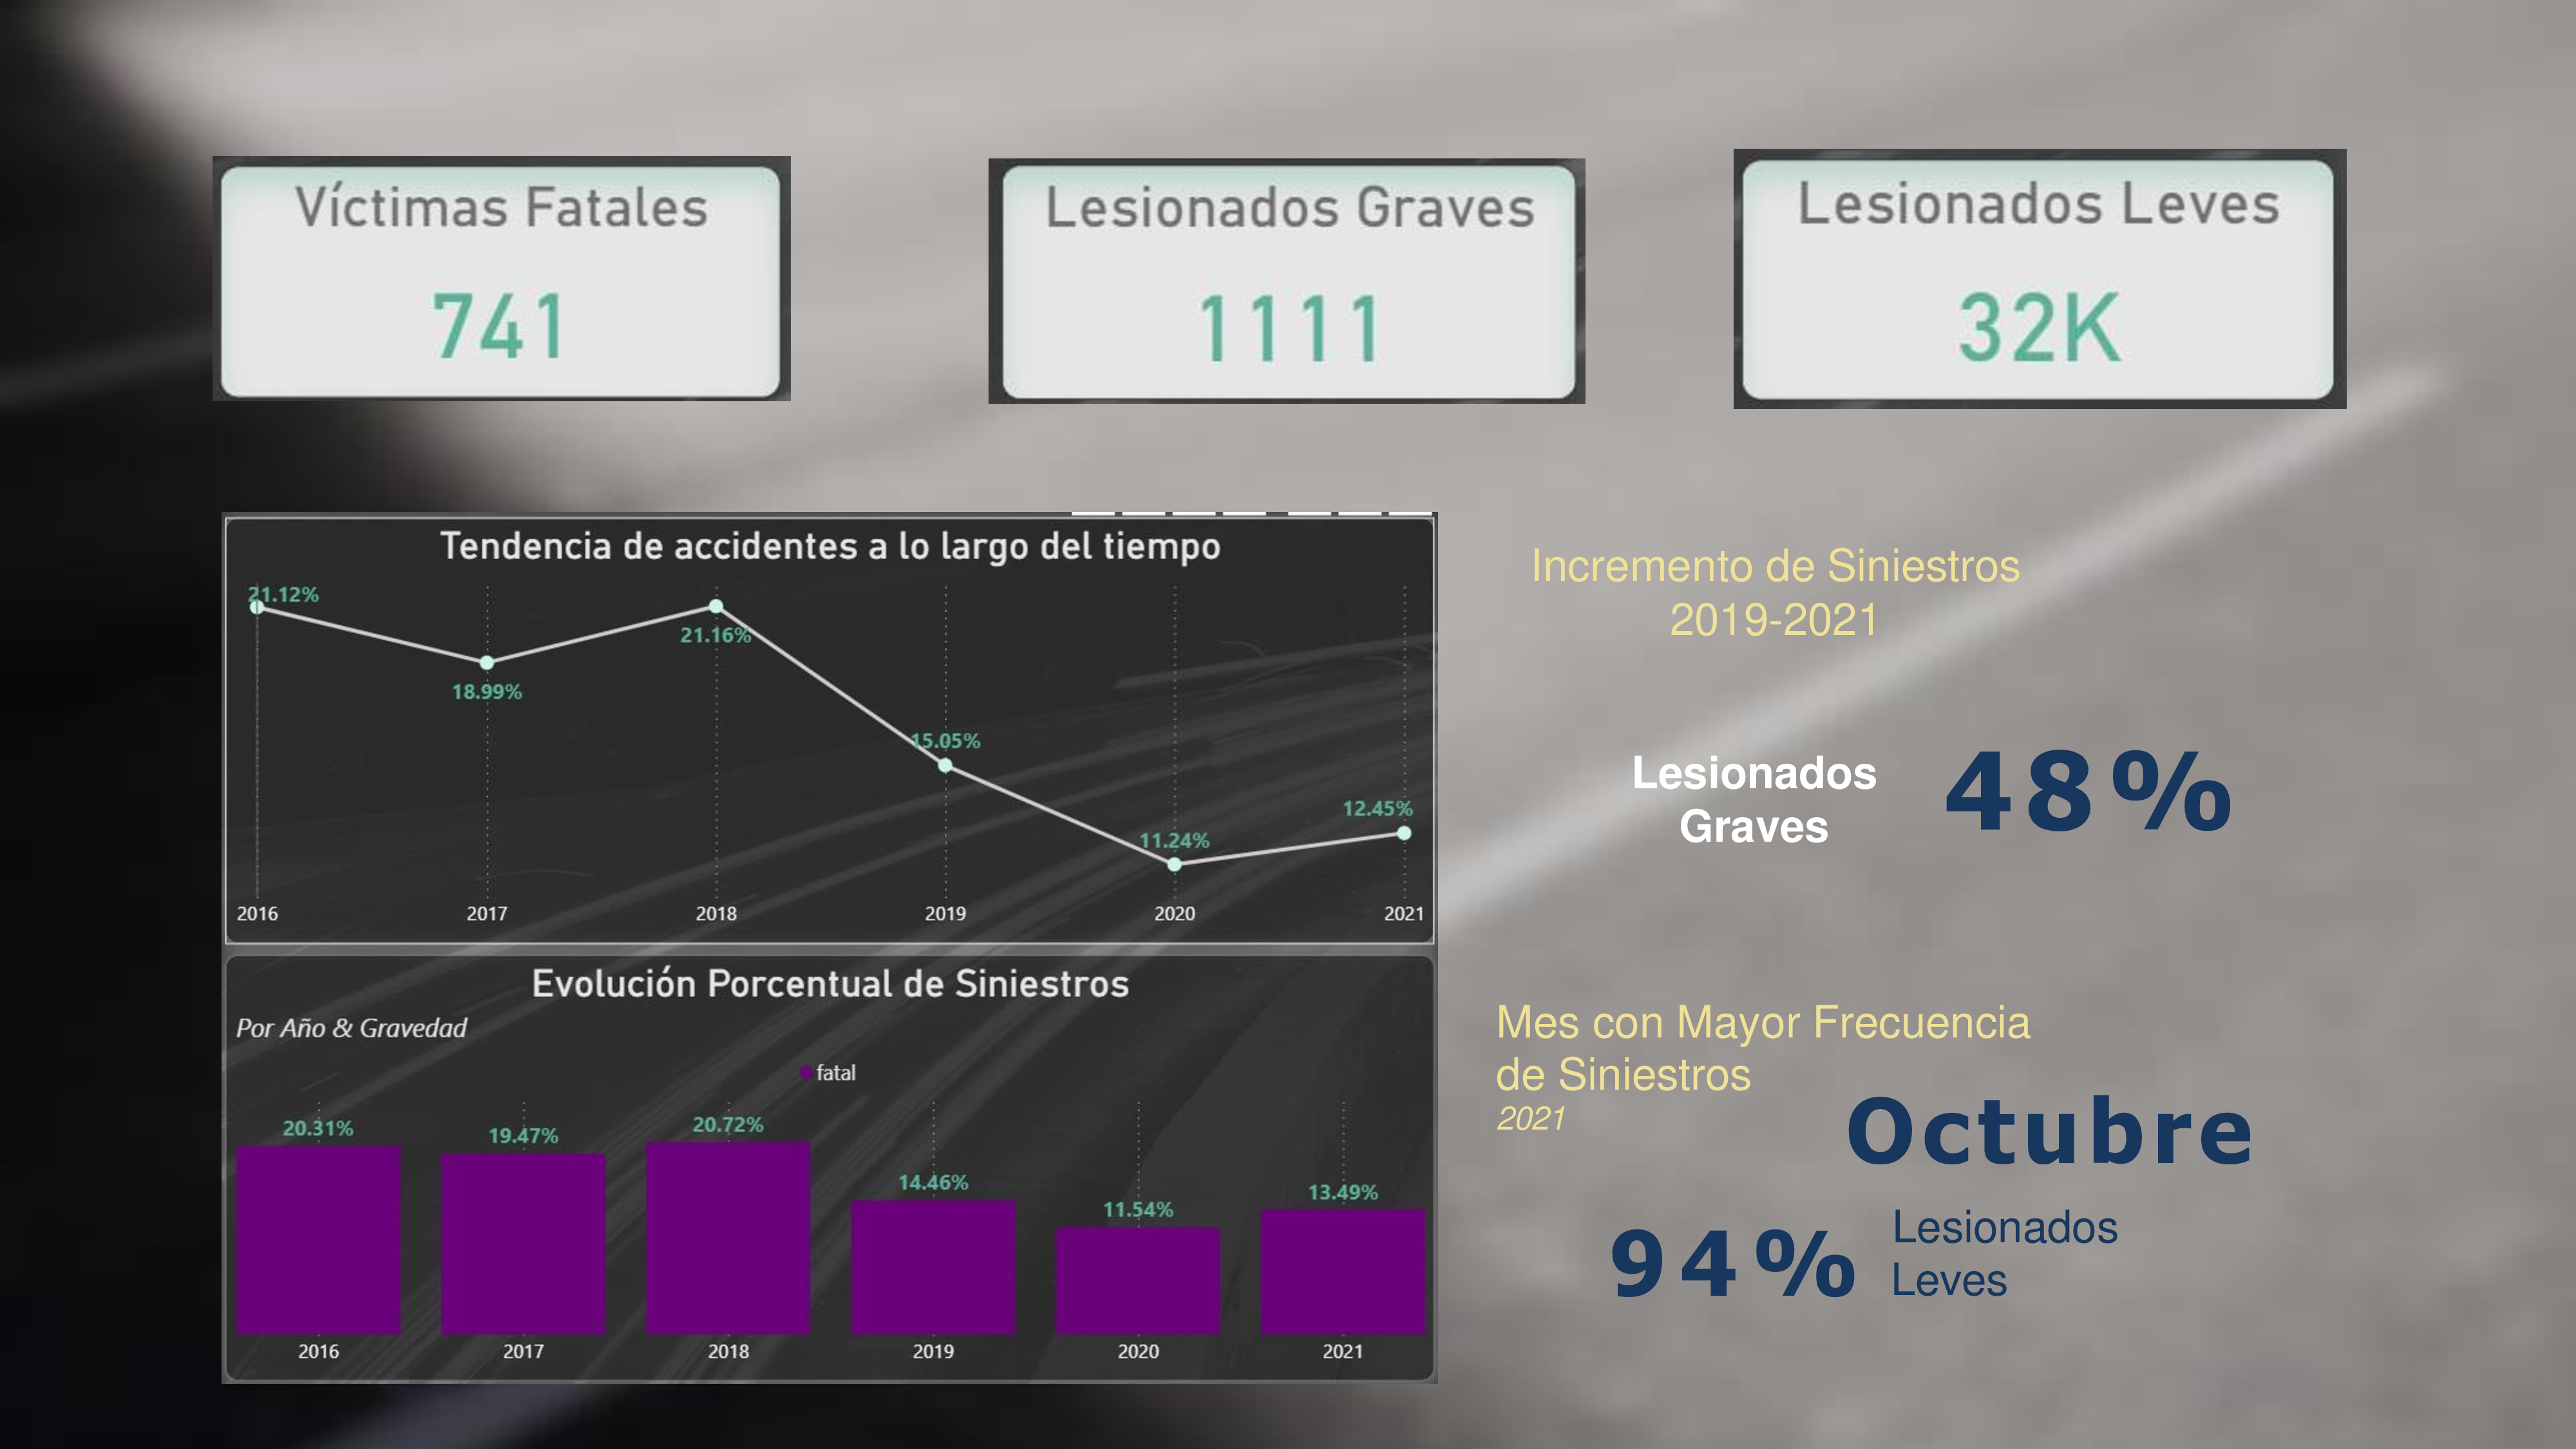 Víctimas Fatales
741
Lesionados Graves
1111
Lesionados Leves
32K
Tendencia de accidentes a lo largo del tiempo
21.12%
18.99%
21.16%
15.05%
11.24%
12.45%
2016 2017 2018 2019 2020 2021
Evolución Porcentual de Siniestros
Por Año & Gravedad
fatal
20.31%
19.47%
20.72%
14.46%
11.54%
13.49%
2016 2017 2018 2019 2020 2021
Incremento de Siniestros
2019-2021
Lesionados
Graves
48%
Mes con Mayor Frecuencia
de Siniestros
2021
Octubre
94%
Lesionados
Leves